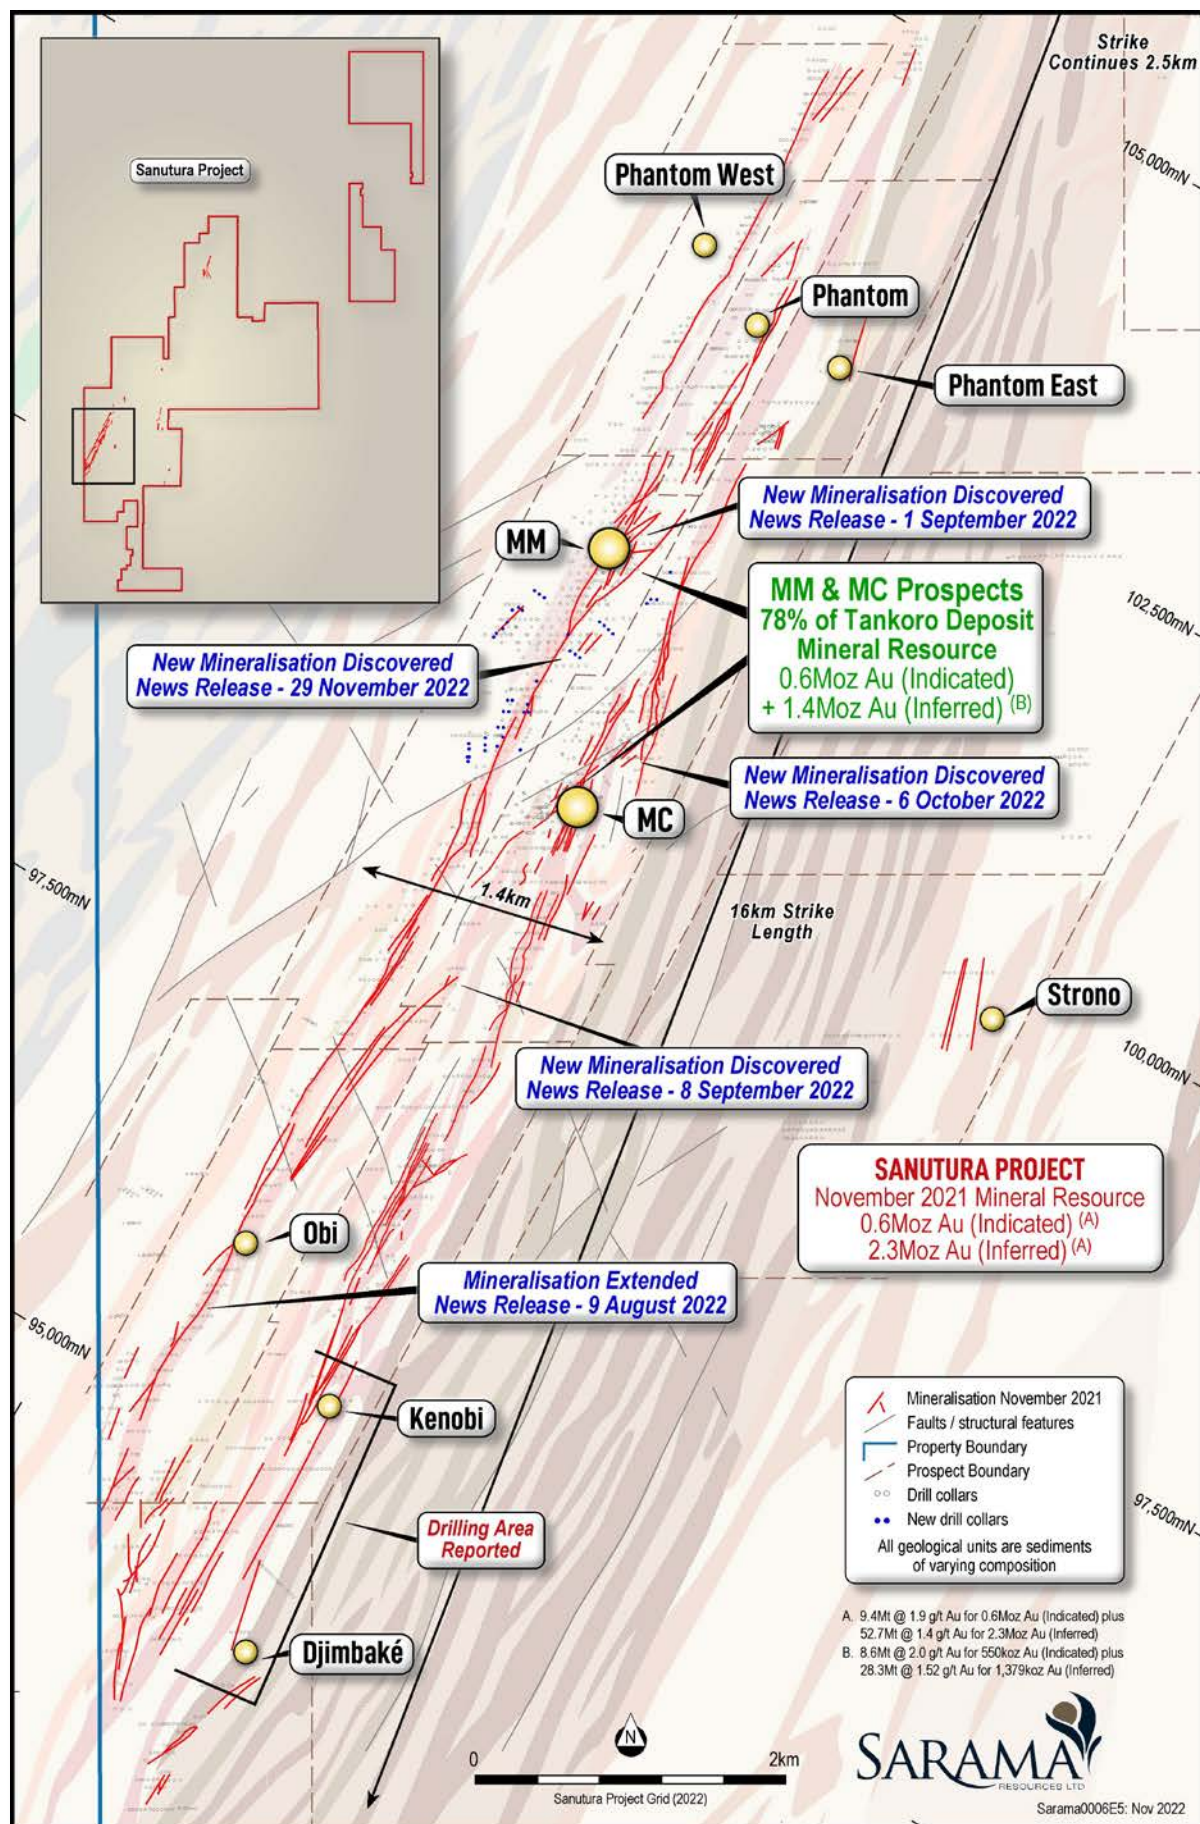 Strike
Continues 2.5km
Sanutura Project
105,000mN
Phantom West
Phantom
Phantom East
New Mineralisation Discovered
News Release - 1 September 2022
MM
MM & MC Prospects
78% of Tankoro Deposit
Mineral Resource
0.6Moz Au (Indicated)
+ 1.4Moz Au (Inferred) (B)
102,500mN
New Mineralisation Discovered
News Release - 29 November 2022
New Mineralisation Discovered
News Release - 6 October 2022
MC
97,500mN
1.4km
16km Strike
Length
Strono
100,000mN
New Mineralisation Discovered
News Release - 8 September 2022
SANUTURA PROJECT
November 2021 Mineral Resource
0.6Moz Au (Indicated) (A)
2.3Moz Au (Inferred) (A)
Obi
Mineralisation Extended
News Release - 9 August 2022
95,000mN
Kenobi
Mineralisation November 2021
Faults / structural features
Property Boundary
Prospect Boundary
Drill collars
New drill collars
All geological units are sediments
of varying composition
97,500mN
Drilling Area
Reported
A. 9.4Mt @ 1.9 g/t Au for 0.6Moz Au (Indicated) plus
52.7Mt @ 1.4 g/t Au for 2.3Moz Au (Inferred)
B. 8.6Mt @ 2.0 g/t Au for 550koz Au (Indicated) plus
28.3Mt @ 1.52 g/t Au for 1,379koz Au (Inferred)
Djimbaké
N
0 2km
Sanutura Project Grid (2022)
SARAMA
RESOURCES LTD
Sarama0006E5: Nov 2022